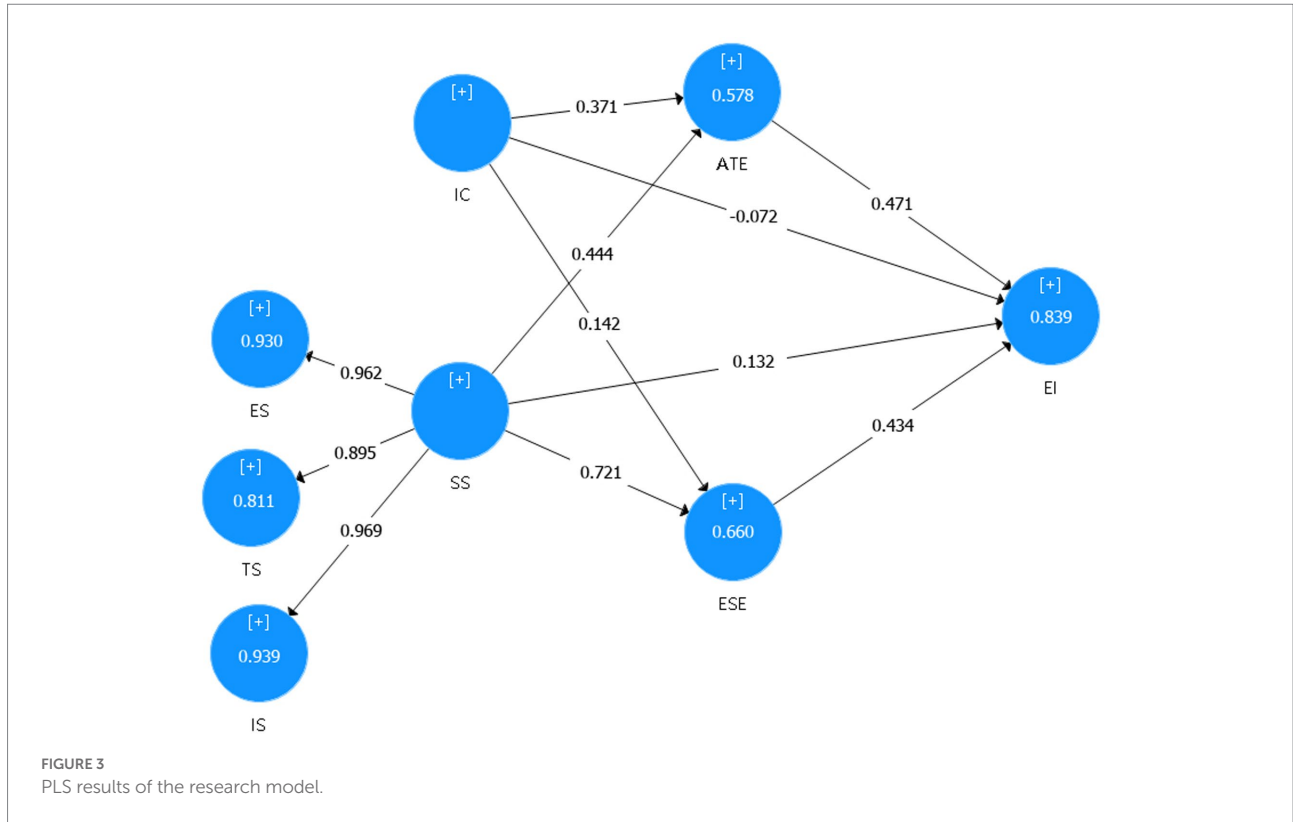 [+]
0.578
ATE
[+]
IC
0.371
0.471
-0.072
0.444
[+]
0.839
EI
0.142
[+]
0.930
ES
0.962
0.132
[+]
SS
0.434
0.895
[+]
0.811
TS
0.721
[+]
0.660
ESE
0.969
[+]
0.939
IS
FIGURE 3
PLS results of the research model.